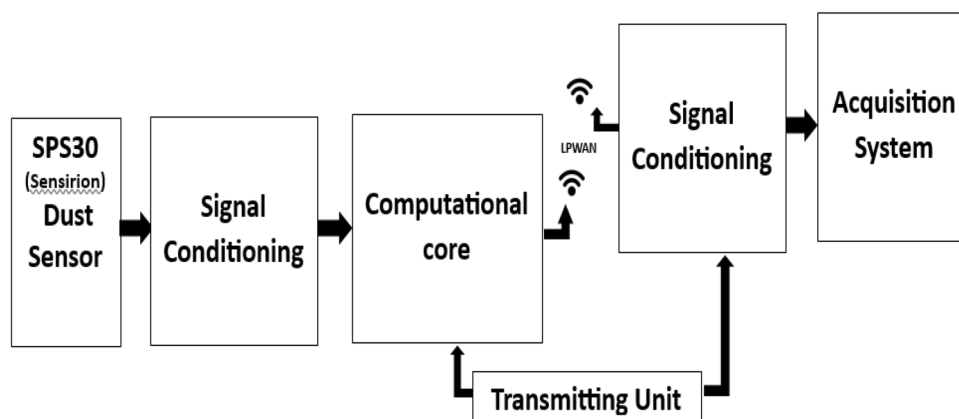 SPS30
(Sensirion)
Dust
Sensor
Signal
Conditioning
Computational
core
LPWAN
Signal
Conditioning
Acquisition
System
Transmitting Unit